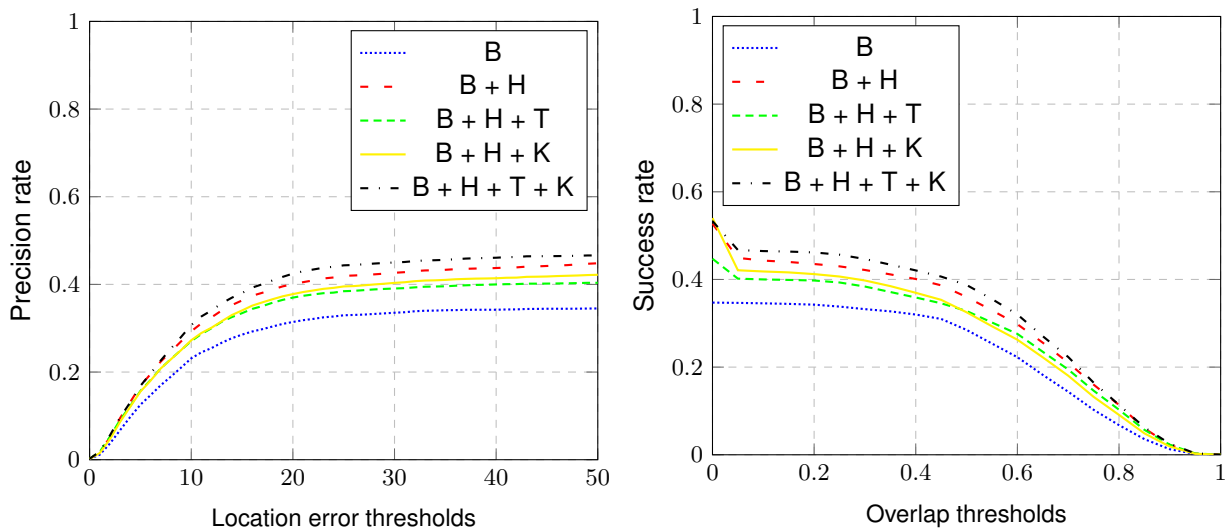 Precision rate
1
0.8
0.6
0.4
0.2
0
B
B + H
B + H + T
B + H + K
B + H + T + K
0 10 20 30 40 50
Location error thresholds
Success rate
1
0.8
0.6
0.4
0.2
0
B
B + H
B + H + T
B + H + K
B + H + T + K
0 0.2 0.4 0.6 0.8 1
Overlap thresholds